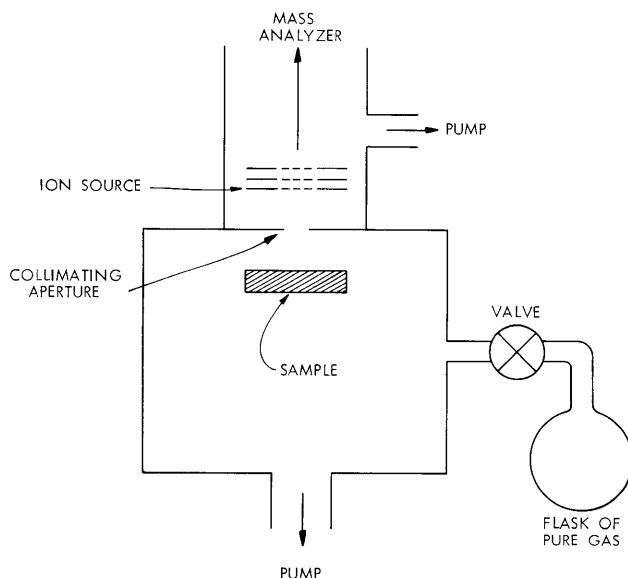 MASS
ANALYZER
PUMP
ION SOURCE
COLLIMATING
APERTURE
SAMPLE
VALVE
FLASK OF
PURE GAS
PUMP